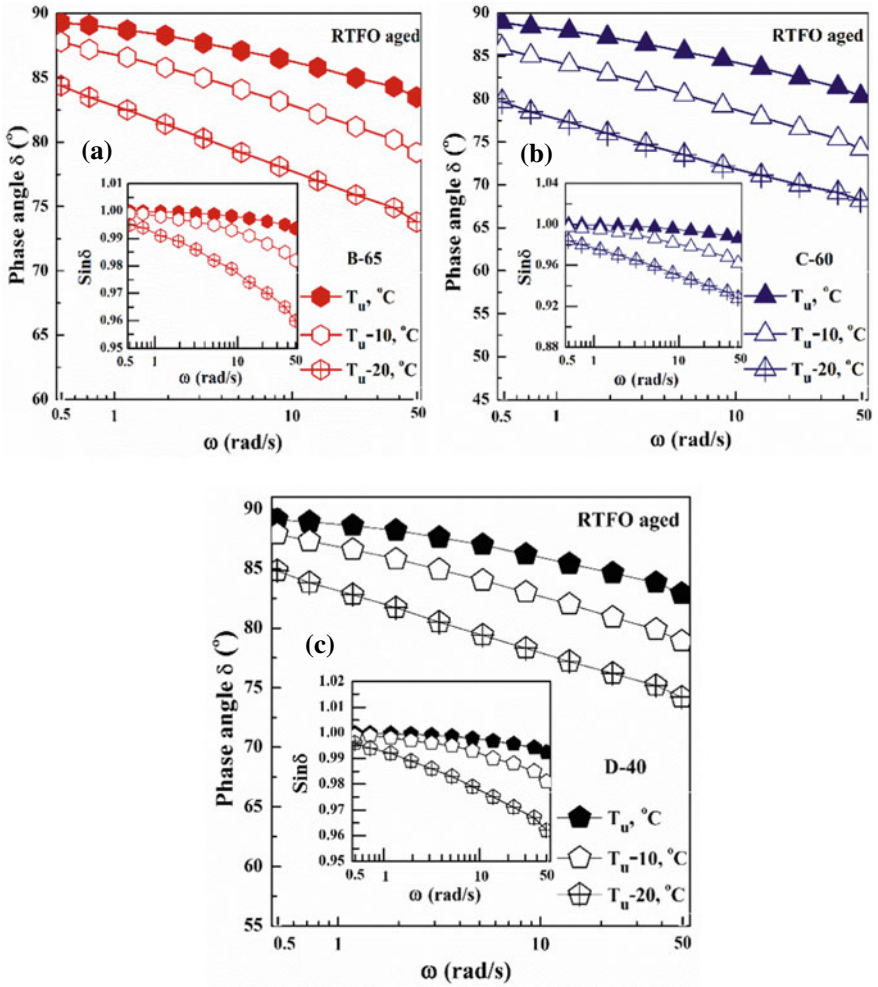 90
85
80
75
70
65
60
Phase angle δ (°)
RTFO aged
(a)
1.01
1.00
0.99
0.98
0.97
0.96
0.95
Sinδ
0.5
1
10
50
ω (rad/s)
B-65
Tu, °C
Tu-10, °C
Tu-20, °C
0.5
1
10
50
ω (rad/s)
90
85
80
75
70
65
60
55
50
45
Phase angle δ (°)
RTFO aged
(b)
1.04
1.00
0.96
0.92
0.88
Sinδ
0.5
1
10
50
ω (rad/s)
C-60
Tu, °C
Tu-10, °C
Tu-20, °C
0.5
1
10
50
ω (rad/s)
90
85
80
75
70
65
60
55
Phase angle δ (°)
RTFO aged
(c)
1.02
1.01
1.00
0.99
0.98
0.97
0.96
0.95
Sinδ
0.5
1
10
50
ω (rad/s)
D-40
Tu, °C
Tu-10, °C
Tu-20, °C
0.5
1
10
50
ω (rad/s)